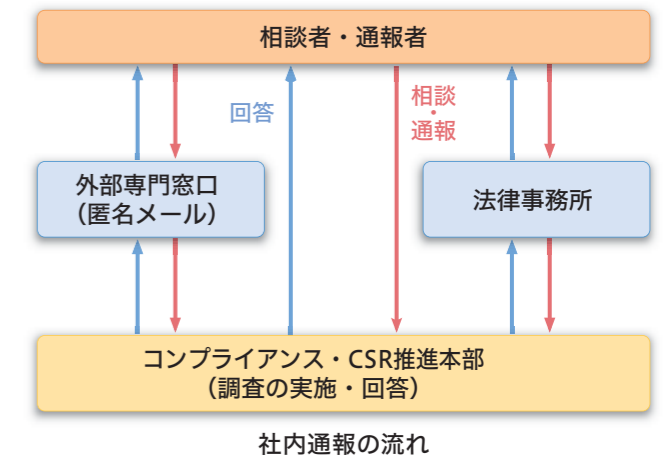 相談者・通報者
回答
相談
・
通報
外部専門窓口
（匿名メール）
法律事務所
コンプライアンス・CSR推進本部
（調査の実施・回答）
社内通報の流れ